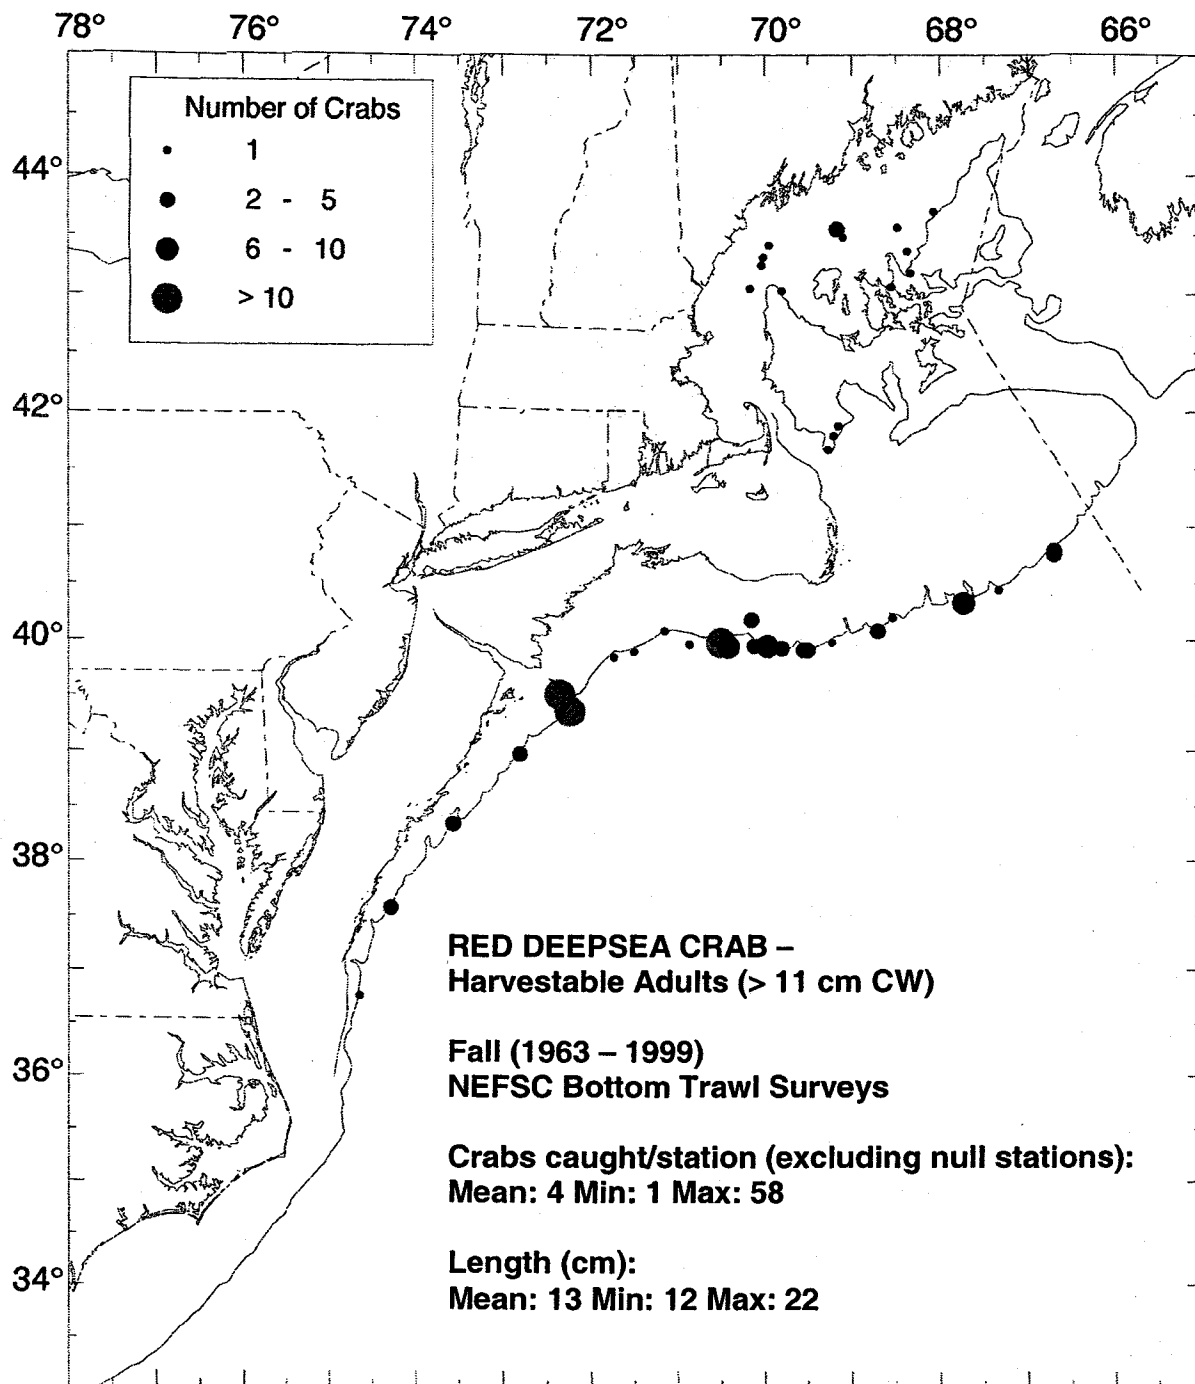 78° 76° 74° 72° 70° 68° 66°
Number of Crabs
1
2 - 5
6 - 10
> 10
44°
42°
40°
38°
36°
34°
RED DEEPSEA CRAB –
Harvestable Adults (> 11 cm CW)
Fall (1963 – 1999)
NEFSC Bottom Trawl Surveys
Crabs caught/station (excluding null stations):
Mean: 4 Min: 1 Max: 58
Length (cm):
Mean: 13 Min: 12 Max: 22